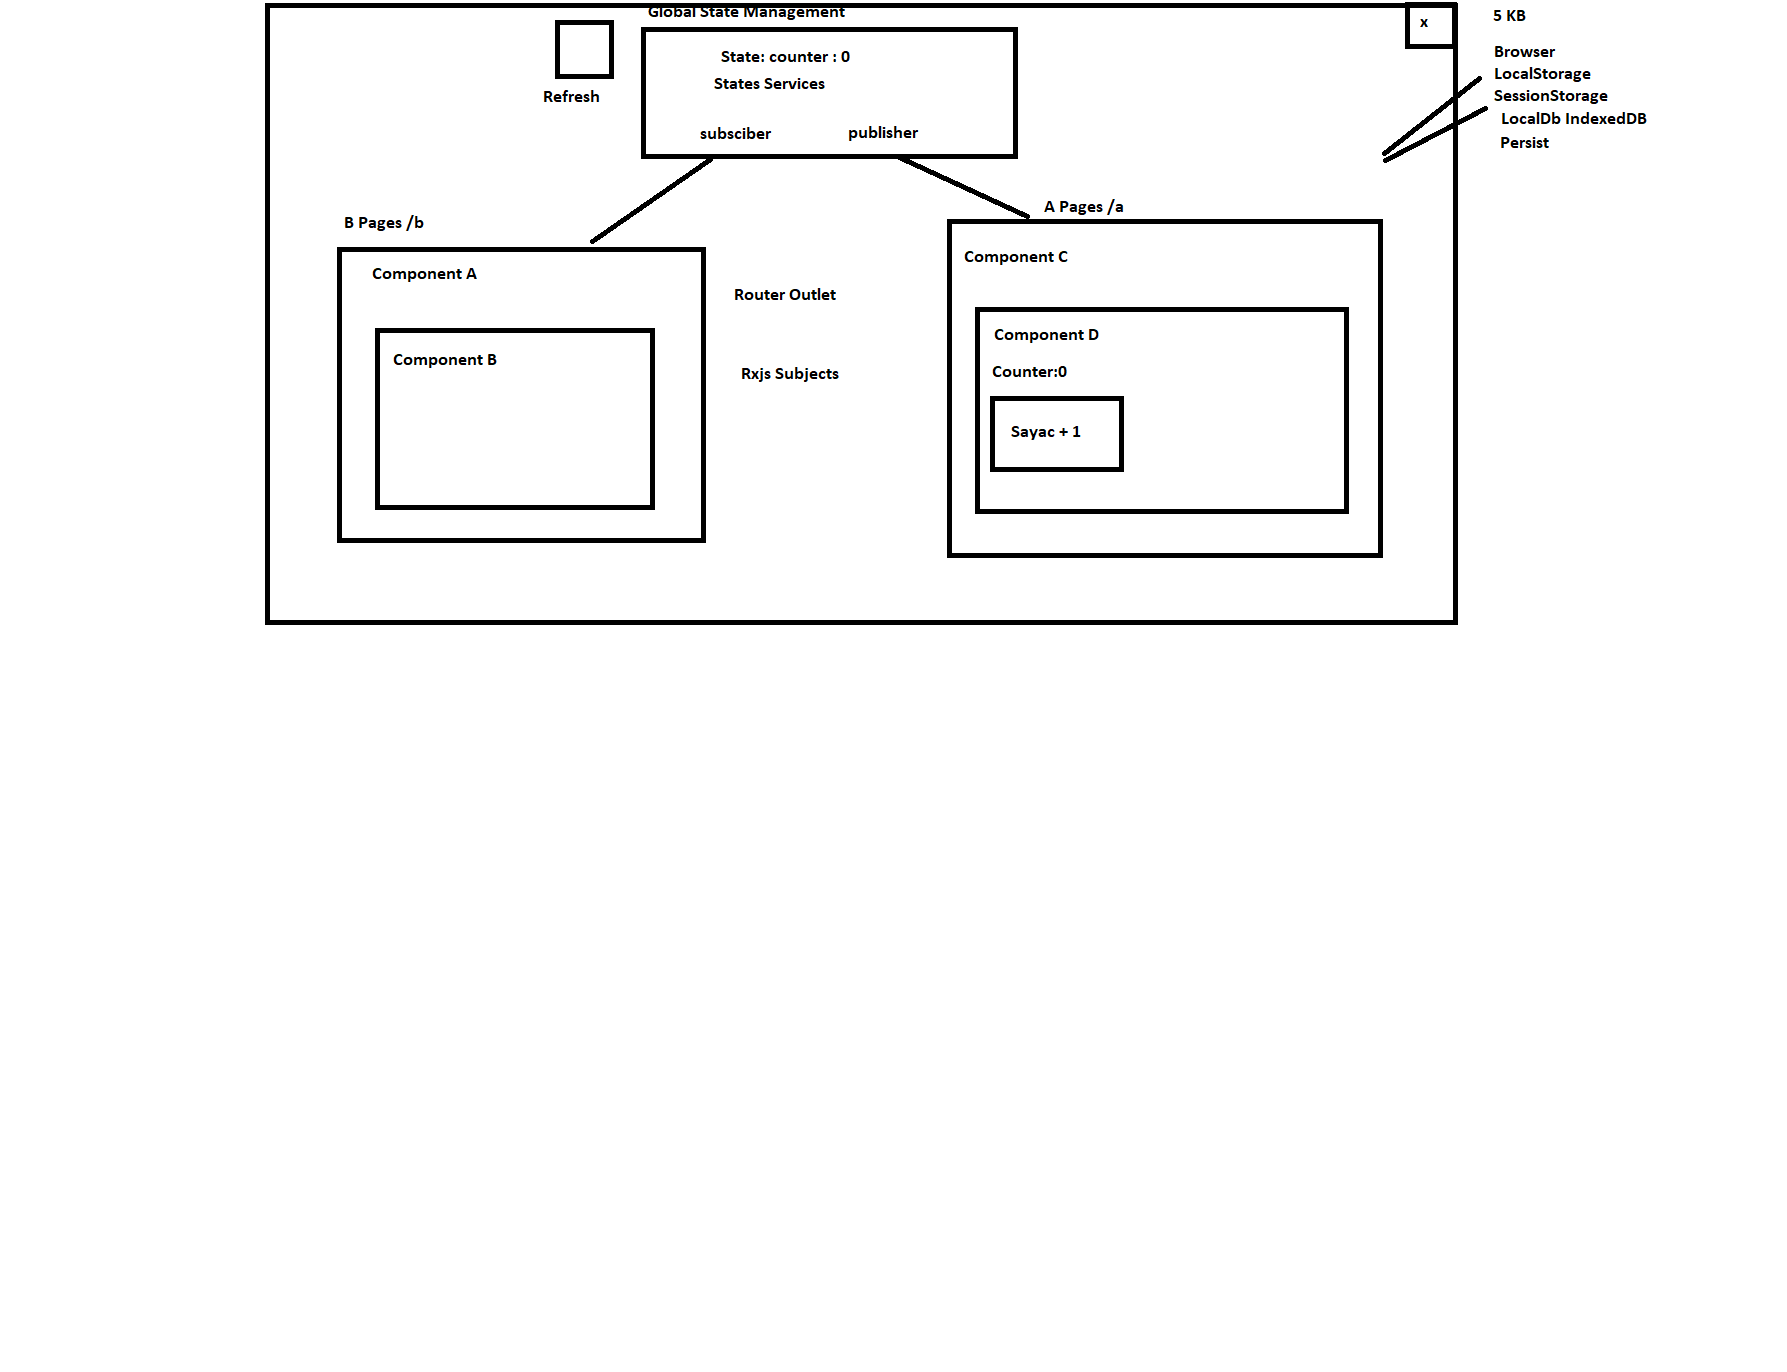 Global State Management
x
5 KB
State: counter : 0
States Services
Refresh
subsciber
publisher
Browser
LocalStorage
SessionStorage
LocalDb IndexedDB
Persist
B Pages /b
A Pages /a
Component A
Component B
Router Outlet
Rxjs Subjects
Component C
Component D
Counter:0
Sayac + 1